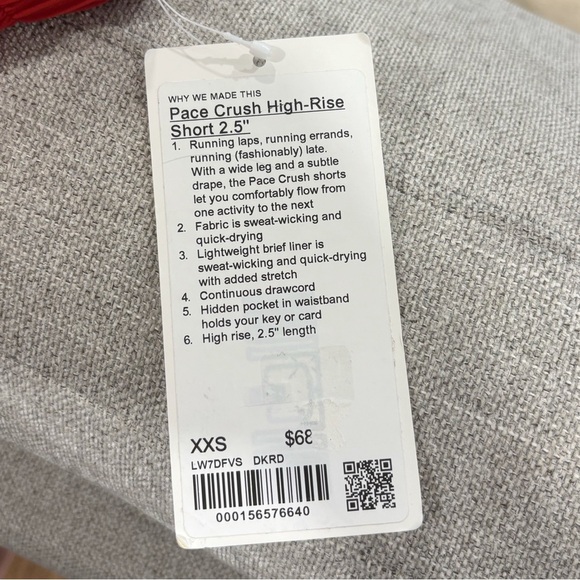 WHY WE MADE THIS
Pace Crush High-Rise
Short 2.5"
1. Running laps, running errands,
running (fashionably) late.
With a wide leg and a subtle
drape, the Pace Crush shorts
let you comfortably flow from
one activity to the next
2. Fabric is sweat-wicking and
quick-drying
3. Lightweight brief liner is
sweat-wicking and quick-drying
with added stretch
4. Continuous drawcord
5. Hidden pocket in waistband
holds your key or card
6. High rise, 2.5" length
XXS $68
LW7DFVS DKRD
000156576640